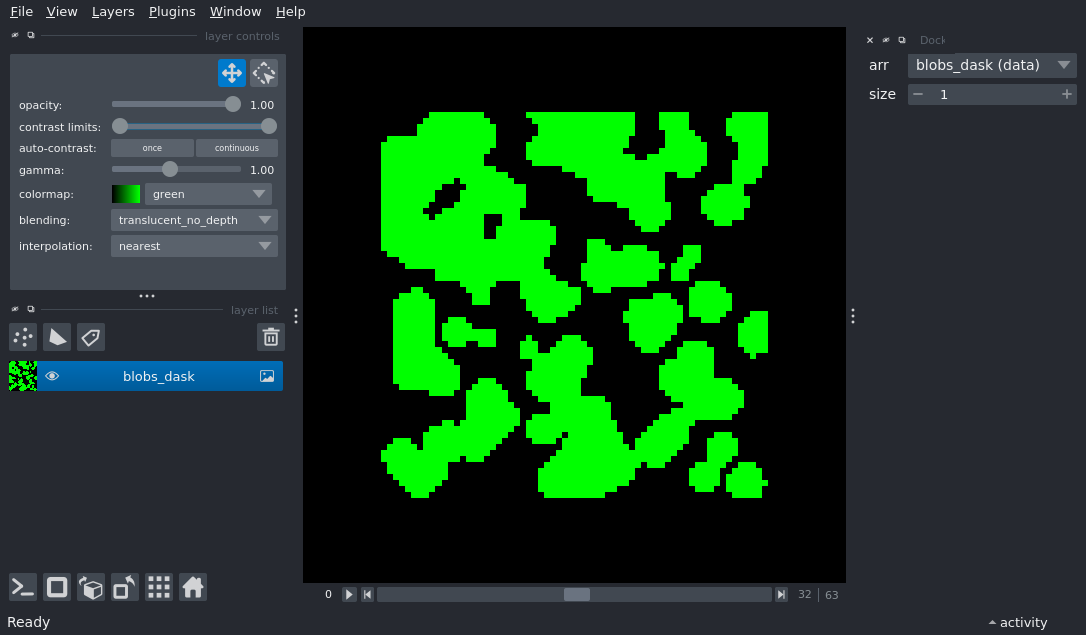 File View Layers Plugins Window Help
layer controls
opacity: 1.00
contrast limits:
auto-contrast: once continuous
gamma: 1.00
colormap: green
blending: translucent_no_depth
interpolation: nearest
layer list
blobs_dask
Dock
arr blobs_dask (data)
size 1
0 32 63
Ready
activity